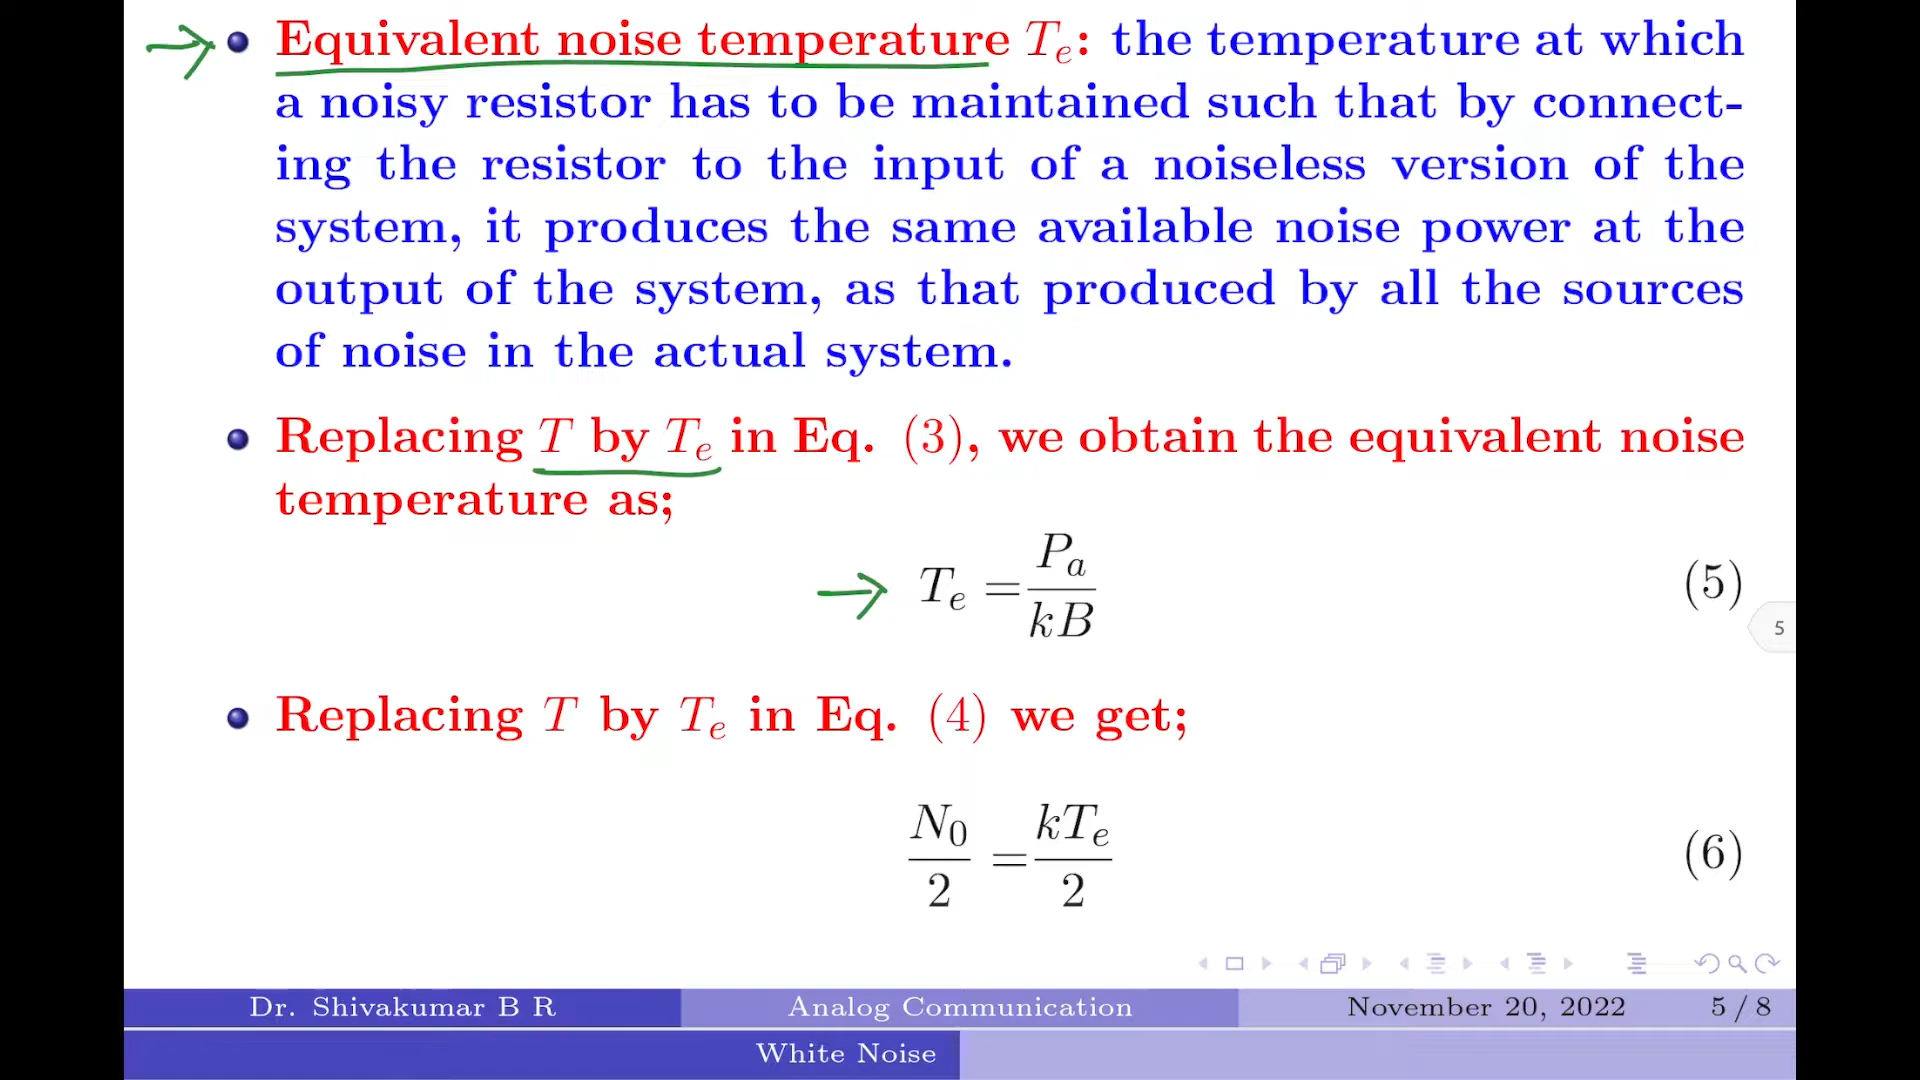 Equivalent noise temperature Tₑ: the temperature at which
a noisy resistor has to be maintained such that by connect-
ing the resistor to the input of a noiseless version of the
system, it produces the same available noise power at the
output of the system, as that produced by all the sources
of noise in the actual system.
Replacing T by Tₑ in Eq. (3), we obtain the equivalent noise
temperature as;
Tₑ = Pₐ / kB (5)
5
Replacing T by Tₑ in Eq. (4) we get;
N₀ / 2 = kTₑ / 2 (6)
Dr. Shivakumar B R Analog Communication November 20, 2022 5 / 8
White Noise